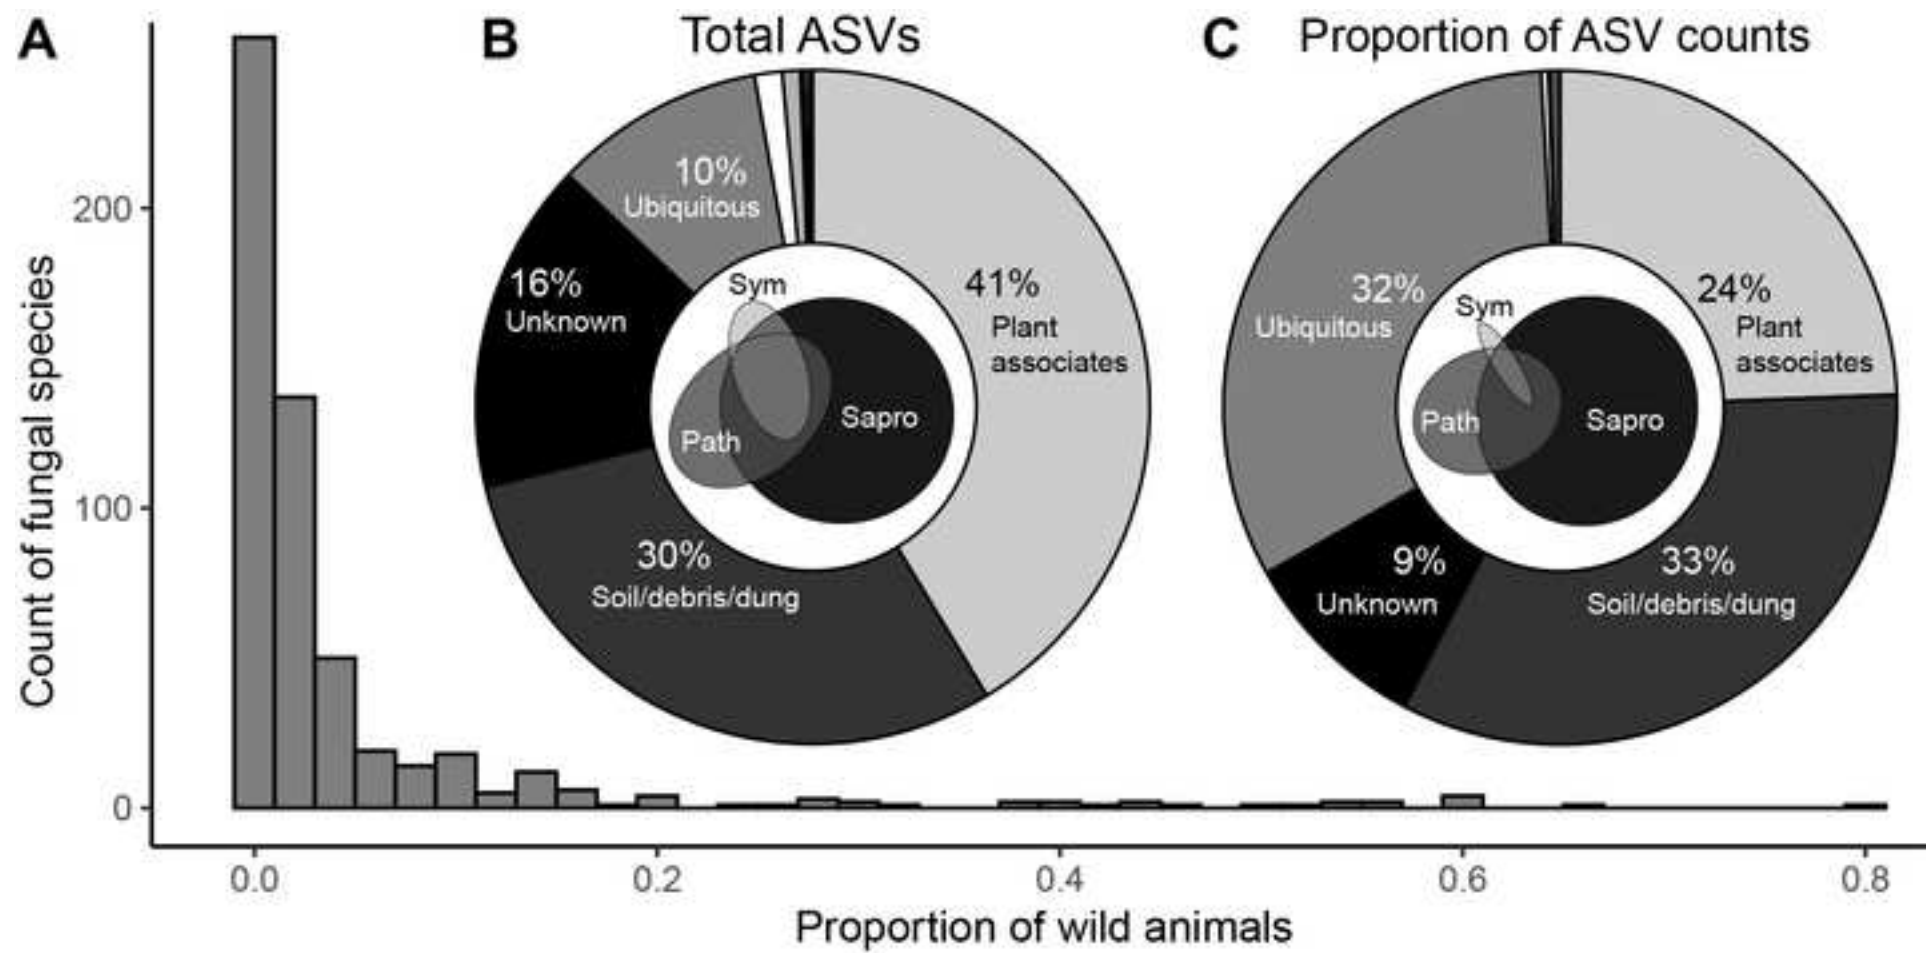 A
B
Total ASVs
C
Proportion of ASV counts
Count of fungal species
200
100
0
10%
Ubiquitous
16%
Unknown
Sym
Path
Sapro
41%
Plant
associates
30%
Soil/debris/dung
32%
Ubiquitous
Sym
Path
Sapro
24%
Plant
associates
9%
Unknown
33%
Soil/debris/dung
0.0
0.2
0.4
0.6
0.8
Proportion of wild animals